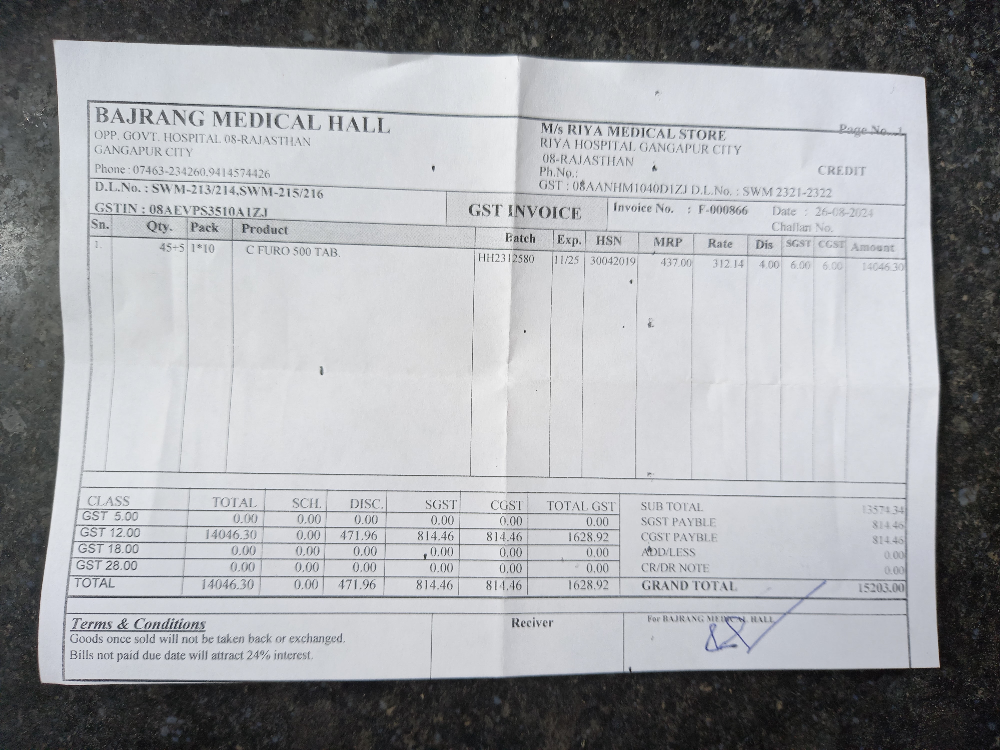 BAJRANG MEDICAL HALL
OPP. GOVT. HOSPITAL 08-RAJASTHAN
GANGAPUR CITY
Phone : 07463-234260,9414574426
D.L.No. : SWM-213/214,SWM-215/216
GSTIN : 08AEVPS3510A1ZJ
Page No. 1
M/s RIYA MEDICAL STORE
RIYA HOSPITAL GANGAPUR CITY
08-RAJASTHAN
CREDIT
Ph.No.:
GST : 08AANHM1040D1ZJ D.L.No. : SWM 2321-2322
GST INVOICE
Invoice No. : F-000866 Date : 26-08-2024
Challan No.
Sn. Qty. Pack Product Batch Exp. HSN MRP Rate Dis SGST CGST Amount
1. 45+5 1*10 C FURO 500 TAB. HH2312580 11/25 30042019 437.00 312.14 4.00 6.00 6.00 14046.30
CLASS TOTAL SCH. DISC. SGST CGST TOTAL GST
GST 5.00 0.00 0.00 0.00 0.00 0.00 0.00
GST 12.00 14046.30 0.00 471.96 814.46 814.46 1628.92
GST 18.00 0.00 0.00 0.00 0.00 0.00 0.00
GST 28.00 0.00 0.00 0.00 0.00 0.00 0.00
TOTAL 14046.30 0.00 471.96 814.46 814.46 1628.92
SUB TOTAL 13574.34
SGST PAYBLE 814.46
CGST PAYBLE 814.46
ADD/LESS 0.00
CR/DR NOTE 0.00
GRAND TOTAL 15203.00
Terms & Conditions
Goods once sold will not be taken back or exchanged.
Bills not paid due date will attract 24% interest.
Reciver
For BAJRANG MEDICAL HALL